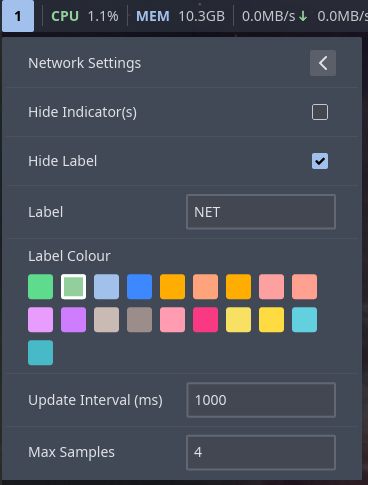 1 CPU 1.1% MEM 10.3GB 0.0MB/s↓ 0.0MB/s
Network Settings
Hide Indicator(s)
Hide Label
Label NET
Label Colour
Update Interval (ms) 1000
Max Samples 4